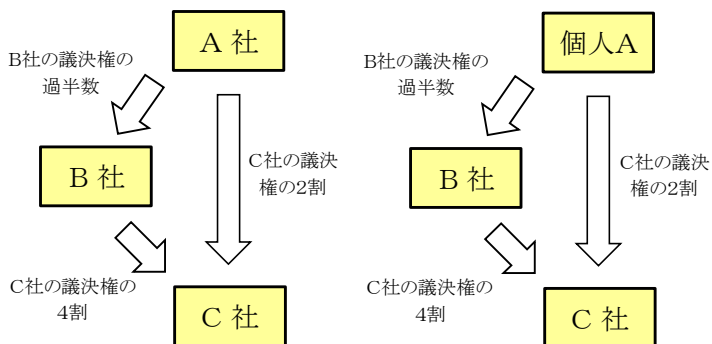 A 社
B社の議決権の
過半数
B 社
C社の議決
権の2割
C社の議決権の
4割
C 社
個人A
B社の議決権の
過半数
B 社
C社の議決
権の2割
C社の議決権の
4割
C 社